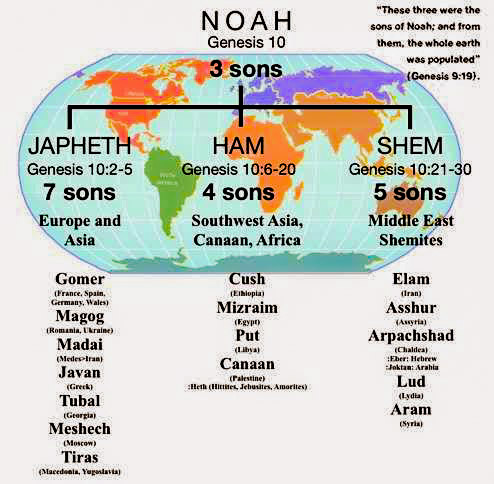 NOAH
Genesis 10
3 sons
"These three were the
sons of Noah; and from
them, the whole earth
was populated"
(Genesis 9:19).
JAPHETH
Genesis 10:2-5
7 sons
Europe and
Asia
Gomer
(France, Spain,
Germany, Wales)
Magog
(Romania, Ukraine)
Madai
(Medes>Iran)
Javan
(Greek)
Tubal
(Georgia)
Meshech
(Moscow)
Tiras
(Macedonia, Yugoslavia)
HAM
Genesis 10:6-20
4 sons
Southwest Asia,
Canaan, Africa
Cush
(Ethiopia)
Mizraim
(Egypt)
Put
(Libya)
Canaan
(Palestine)
:Heth (Hittites, Jebusites, Amorites)
SHEM
Genesis 10:21-30
5 sons
Middle East
Shemites
Elam
(Iran)
Asshur
(Assyria)
Arpachshad
(Chaldea)
:Eber: Hebrew
:Joktan: Arabia
Lud
(Lydia)
Aram
(Syria)